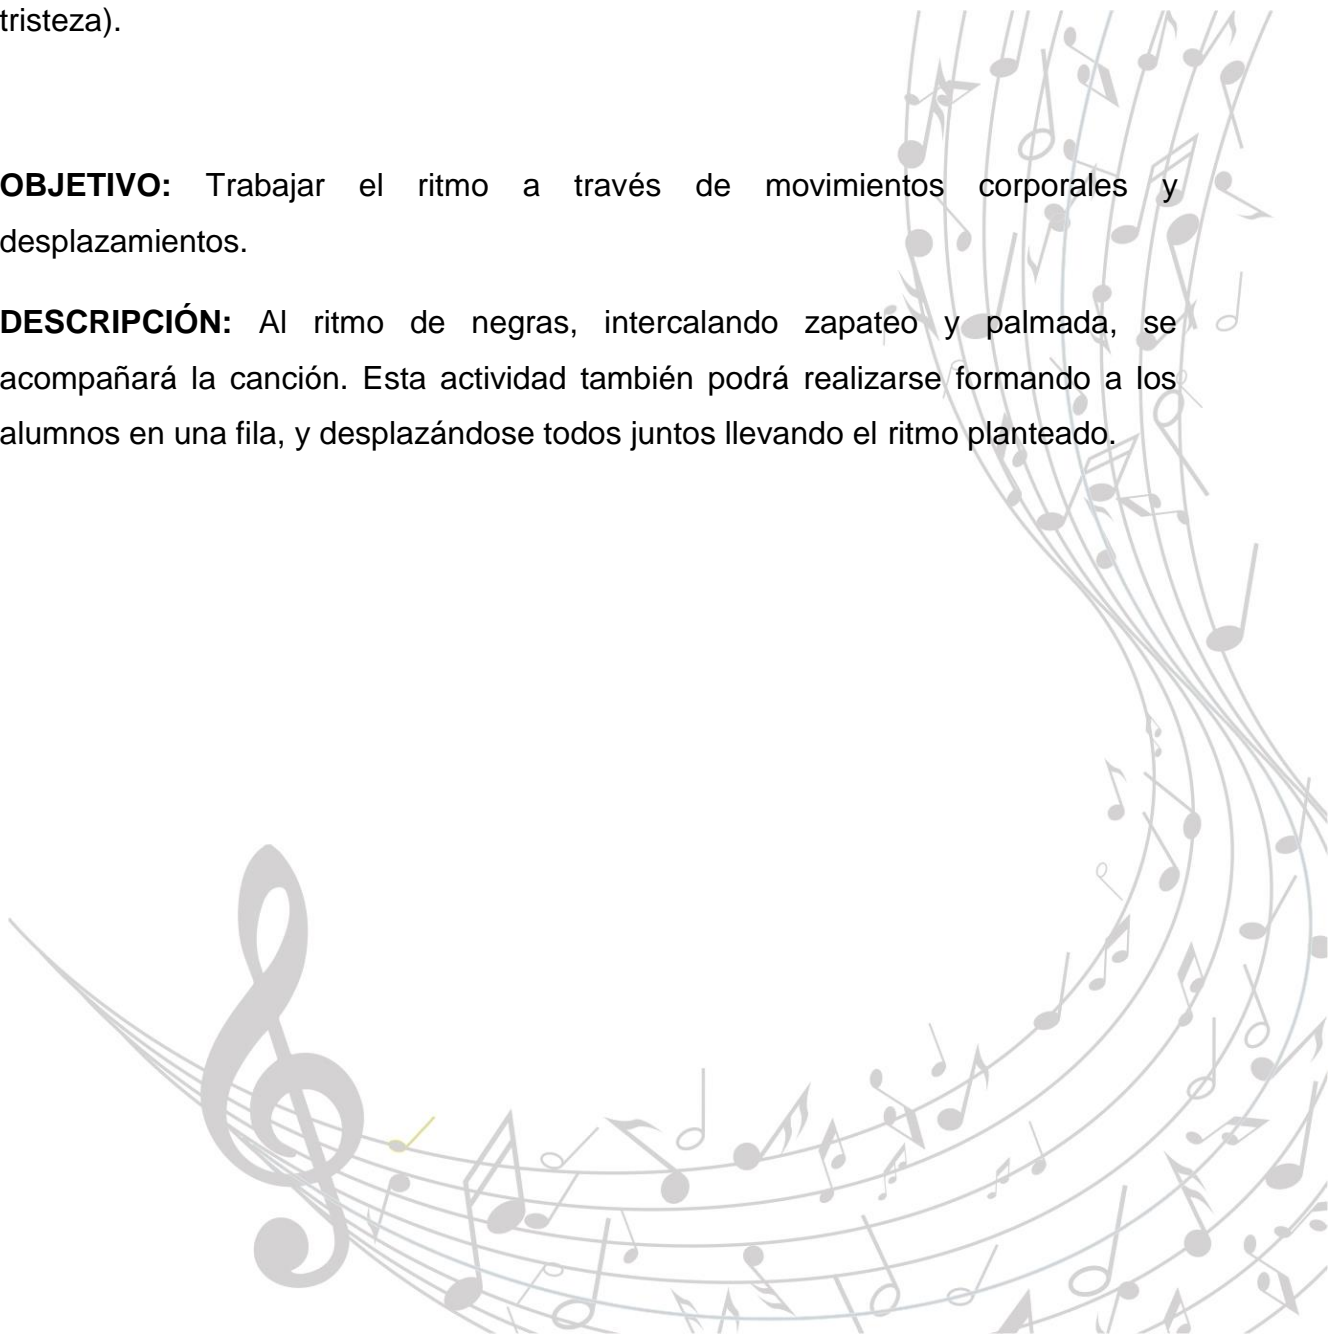 tristeza).
OBJETIVO: Trabajar el ritmo a través de movimientos corporales y
desplazamientos.
DESCRIPCIÓN: Al ritmo de negras, intercalando zapateo y palmada, se
acompañará la canción. Esta actividad también podrá realizarse formando a los
alumnos en una fila, y desplazándose todos juntos llevando el ritmo planteado.